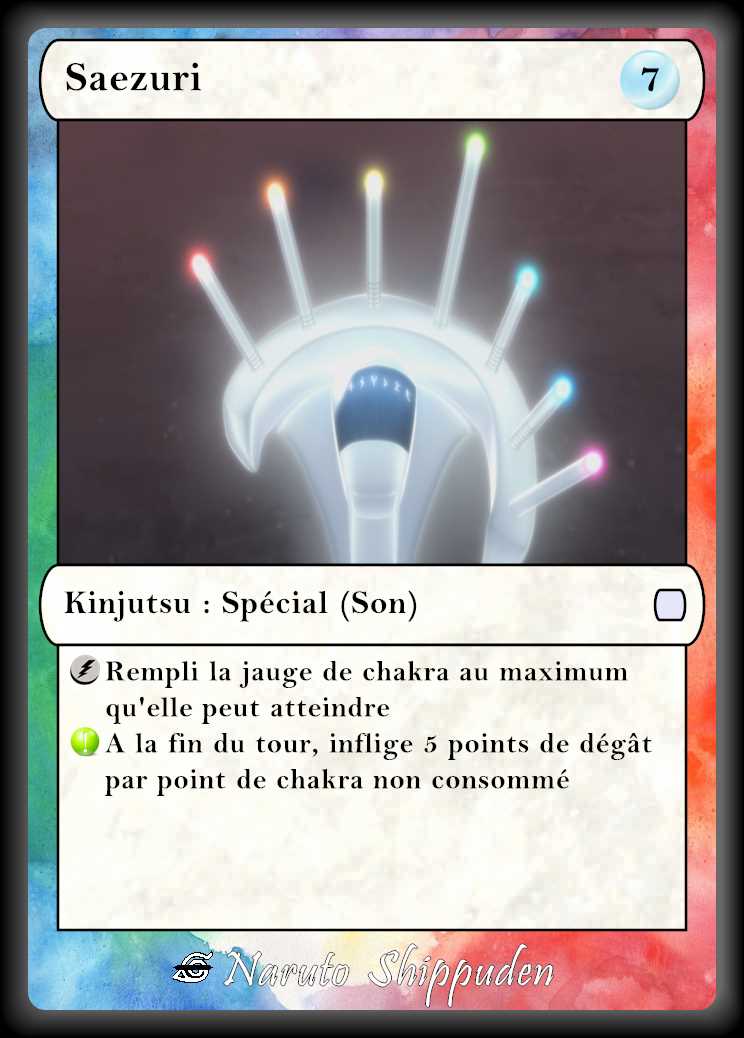 Saezuri
7
Kinjutsu : Spécial (Son)
Rempli la jauge de chakra au maximum
qu'elle peut atteindre
A la fin du tour, inflige 5 points de dégât
par point de chakra non consommé
Naruto Shippuden